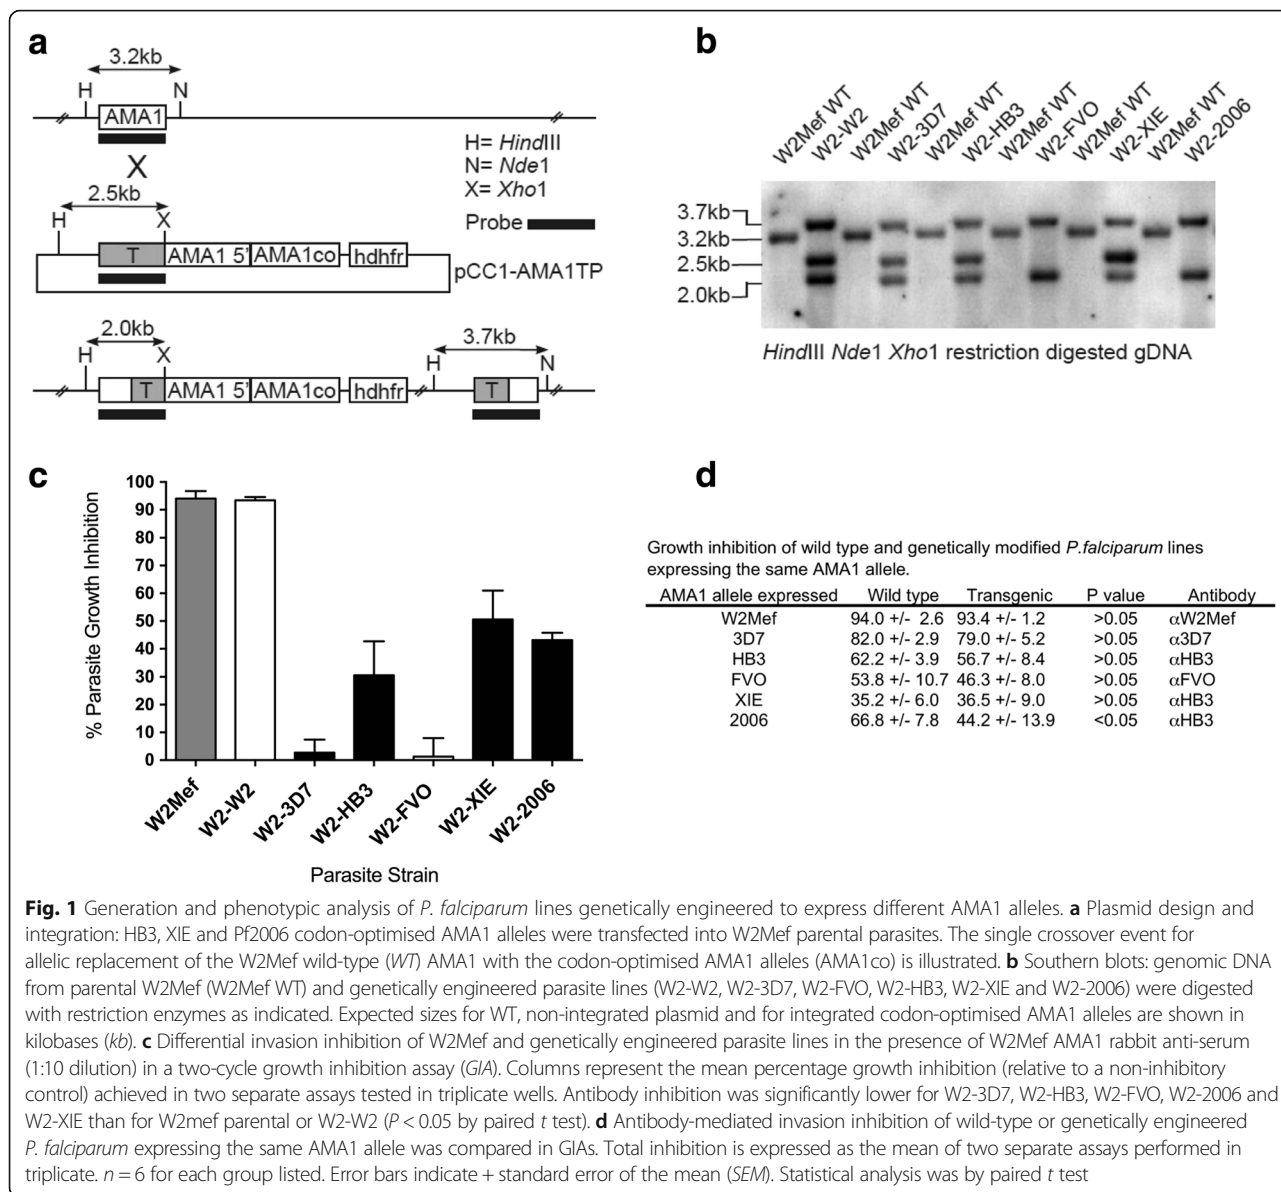 a
3.2kb
H N
AMA1
X
H= HindIII
N= Nde1
X= Xho1
Probe
2.5kb
H X
T AMA1 5' AMA1co hdhfr
pCC1-AMA1TP
2.0kb
3.7kb
H X H N
T AMA1 5' AMA1co hdhfr T
b
W2Mef WT W2-W2 W2Mef WT W2-3D7 W2Mef WT W2-HB3 W2Mef WT W2-FVO W2Mef WT W2-XIE W2Mef WT W2-2006
3.7kb
3.2kb
2.5kb
2.0kb
HindIII Nde1 Xho1 restriction digested gDNA
c
% Parasite Growth Inhibition
100
90
80
70
60
50
40
30
20
10
0
W2Mef W2-W2 W2-3D7 W2-HB3 W2-FVO W2-XIE W2-2006
Parasite Strain
d
Growth inhibition of wild type and genetically modified P.falciparum lines
expressing the same AMA1 allele.
AMA1 allele expressed Wild type Transgenic P value Antibody
W2Mef 94.0 +/- 2.6 93.4 +/- 1.2 >0.05 αW2Mef
3D7 82.0 +/- 2.9 79.0 +/- 5.2 >0.05 α3D7
HB3 62.2 +/- 3.9 56.7 +/- 8.4 >0.05 αHB3
FVO 53.8 +/- 10.7 46.3 +/- 8.0 >0.05 αFVO
XIE 35.2 +/- 6.0 36.5 +/- 9.0 >0.05 αHB3
2006 66.8 +/- 7.8 44.2 +/- 13.9 <0.05 αHB3
Fig. 1 Generation and phenotypic analysis of P. falciparum lines genetically engineered to express different AMA1 alleles. a Plasmid design and
integration: HB3, XIE and Pf2006 codon-optimised AMA1 alleles were transfected into W2Mef parental parasites. The single crossover event for
allelic replacement of the W2Mef wild-type (WT) AMA1 with the codon-optimised AMA1 alleles (AMA1co) is illustrated. b Southern blots: genomic DNA
from parental W2Mef (W2Mef WT) and genetically engineered parasite lines (W2-W2, W2-3D7, W2-FVO, W2-HB3, W2-XIE and W2-2006) were digested
with restriction enzymes as indicated. Expected sizes for WT, non-integrated plasmid and for integrated codon-optimised AMA1 alleles are shown in
kilobases (kb). c Differential invasion inhibition of W2Mef and genetically engineered parasite lines in the presence of W2Mef AMA1 rabbit anti-serum
(1:10 dilution) in a two-cycle growth inhibition assay (GIA). Columns represent the mean percentage growth inhibition (relative to a non-inhibitory
control) achieved in two separate assays tested in triplicate wells. Antibody inhibition was significantly lower for W2-3D7, W2-HB3, W2-FVO, W2-2006 and
W2-XIE than for W2mef parental or W2-W2 (P < 0.05 by paired t test). d Antibody-mediated invasion inhibition of wild-type or genetically engineered
P. falciparum expressing the same AMA1 allele was compared in GIAs. Total inhibition is expressed as the mean of two separate assays performed in
triplicate. n = 6 for each group listed. Error bars indicate + standard error of the mean (SEM). Statistical analysis was by paired t test